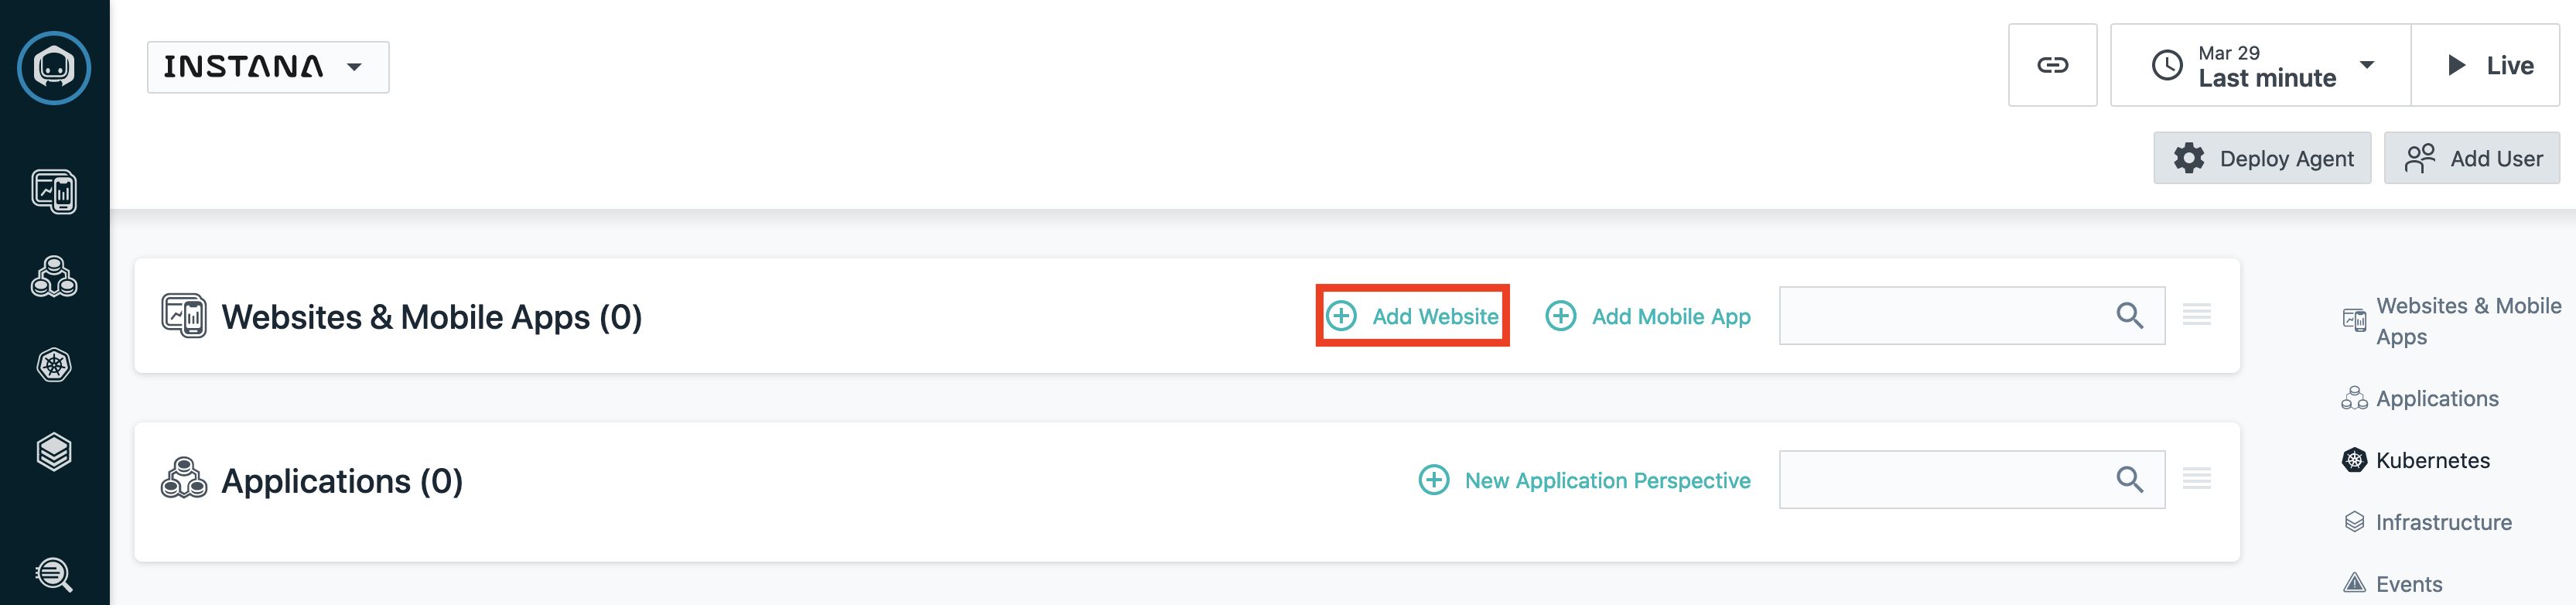 INSTANA
Mar 29
Last minute
Live
Deploy Agent
Add User
Websites & Mobile Apps (0)
Add Website
Add Mobile App
Applications (0)
New Application Perspective
Websites & Mobile
Apps
Applications
Kubernetes
Infrastructure
Events